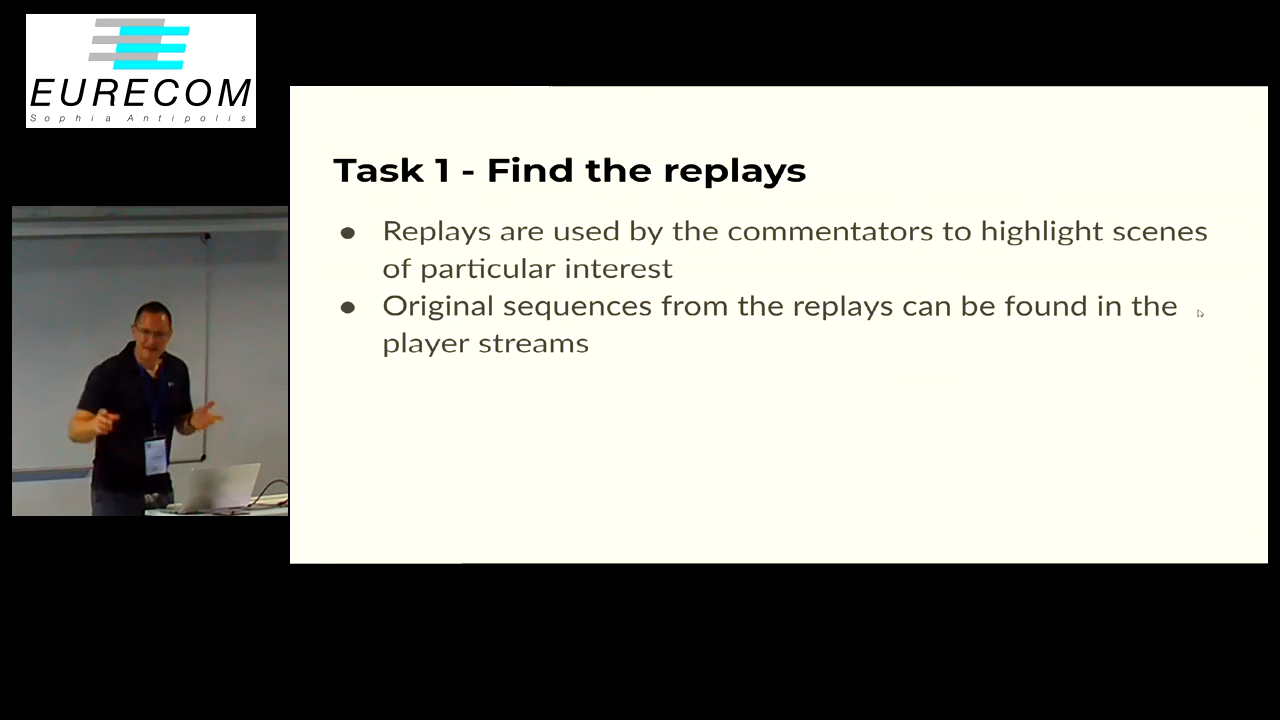 EURECOM
Sophia Antipolis
Task 1 - Find the replays
● Replays are used by the commentators to highlight scenes
of particular interest
● Original sequences from the replays can be found in the
player streams